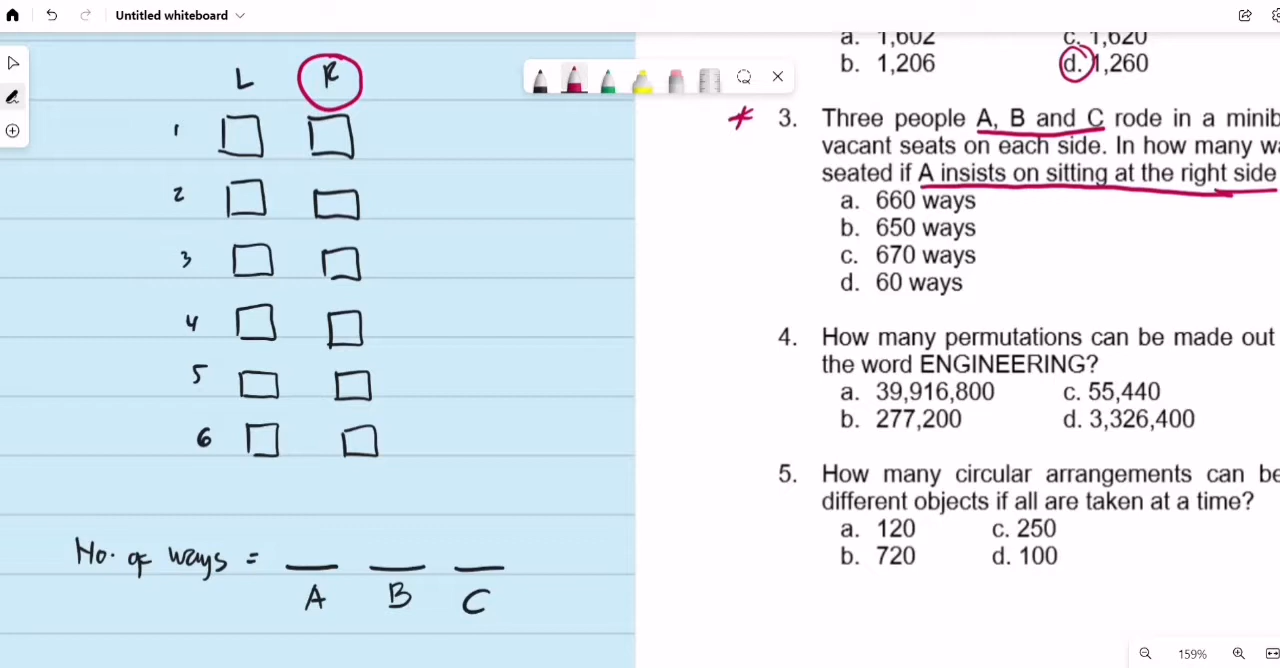 Untitled whiteboard
L R
1
2
3
4
5
6
No. of ways =
A B C
a. 1,602 c. 1,620
b. 1,206 d. 1,260
* 3. Three people A, B and C rode in a minib
vacant seats on each side. In how many wa
seated if A insists on sitting at the right side
a. 660 ways
b. 650 ways
c. 670 ways
d. 60 ways
4. How many permutations can be made out
the word ENGINEERING?
a. 39,916,800 c. 55,440
b. 277,200 d. 3,326,400
5. How many circular arrangements can be
different objects if all are taken at a time?
a. 120 c. 250
b. 720 d. 100
159%